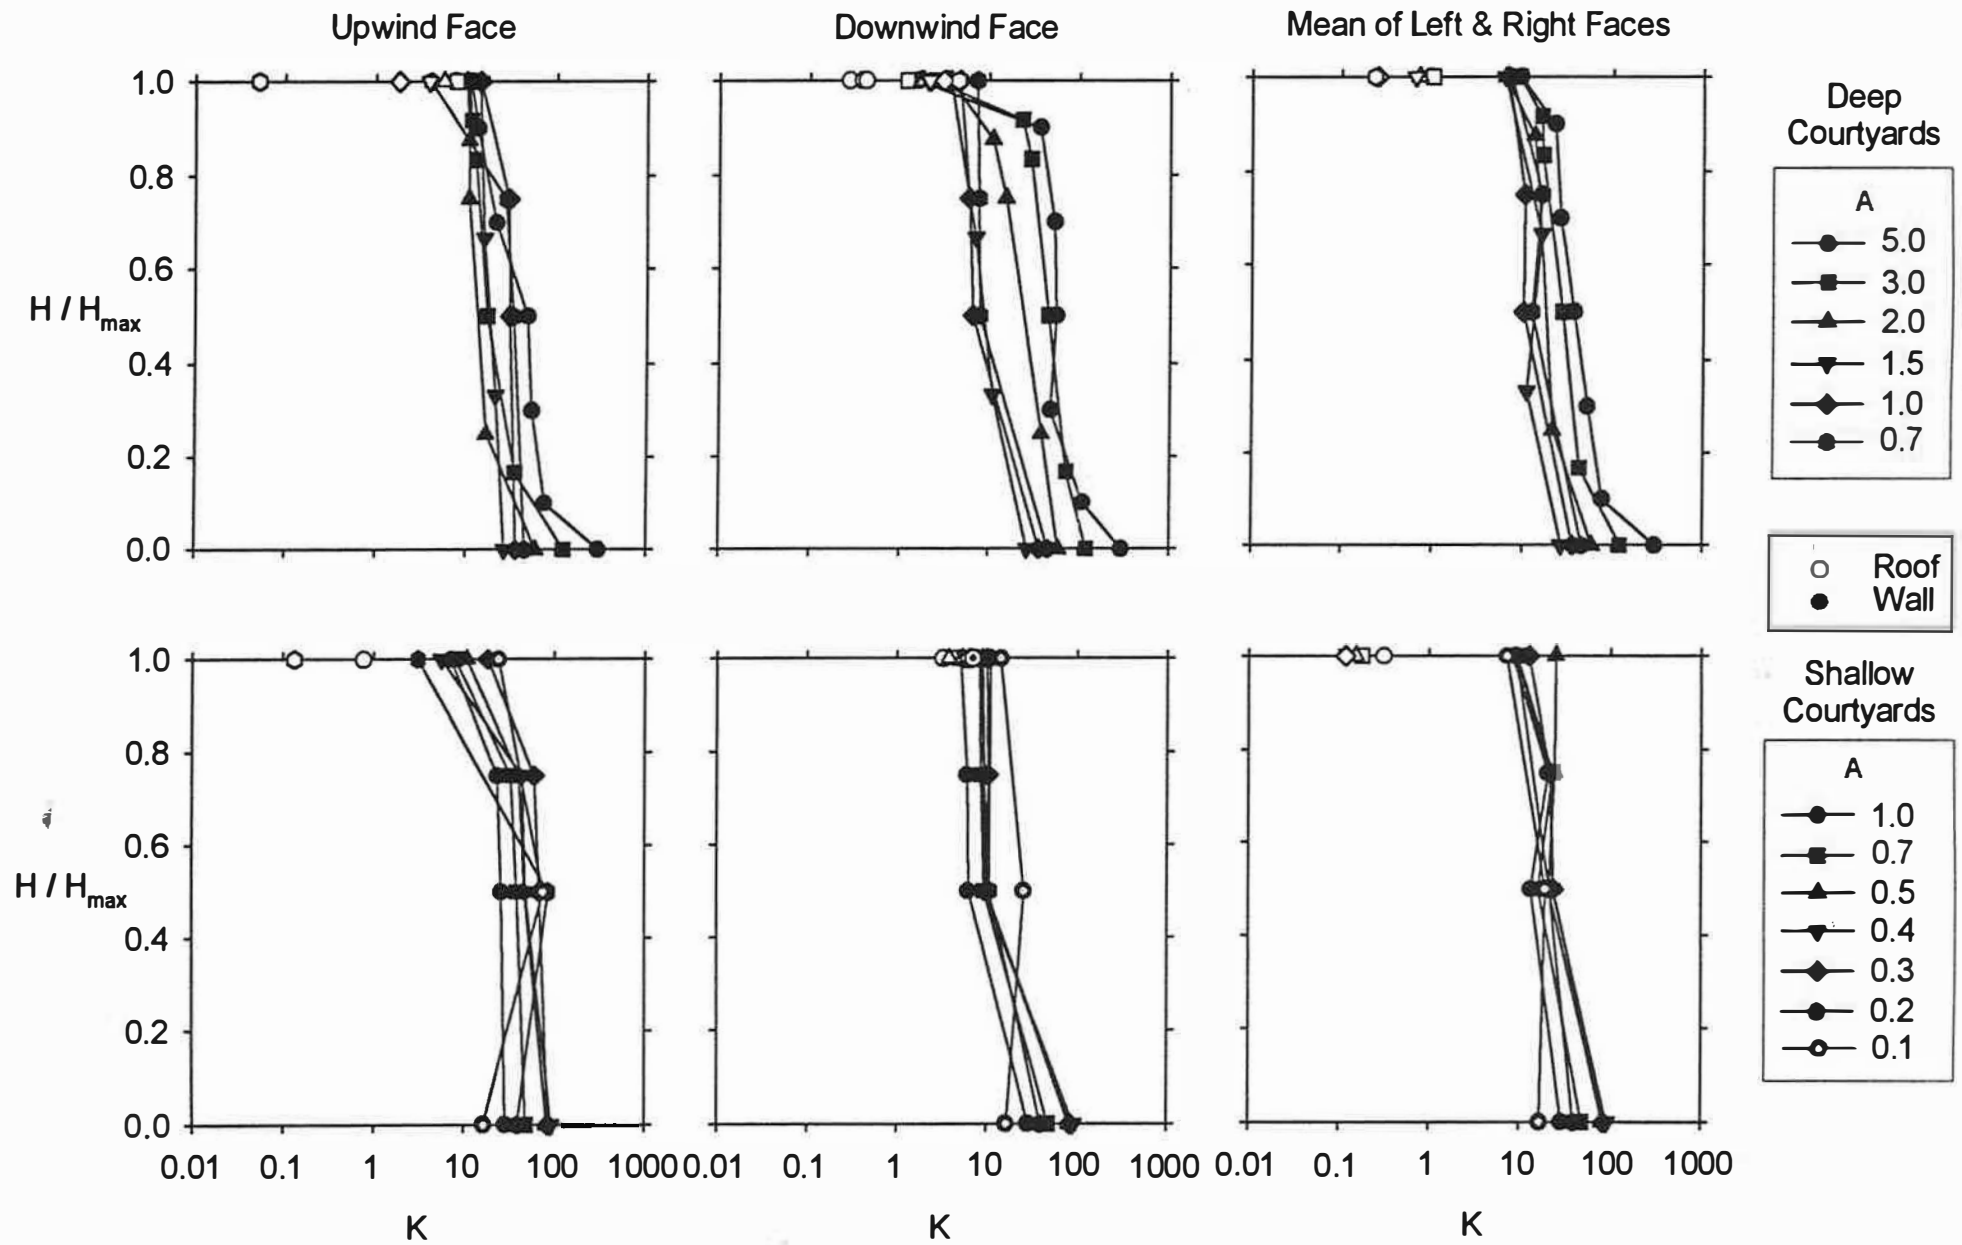 Upwind Face
Downwind Face
Mean of Left & Right Faces
1.0
0.8
0.6
H / Hmax
0.4
0.2
0.0
Deep
Courtyards
A
5.0
3.0
2.0
1.5
1.0
0.7
Roof
Wall
1.0
0.8
0.6
H / Hmax
0.4
0.2
0.0
0.01 0.1 1 10 100 1000
0.01 0.1 1 10 100 1000
0.01 0.1 1 10 100 1000
K
K
K
Shallow
Courtyards
A
1.0
0.7
0.5
0.4
0.3
0.2
0.1